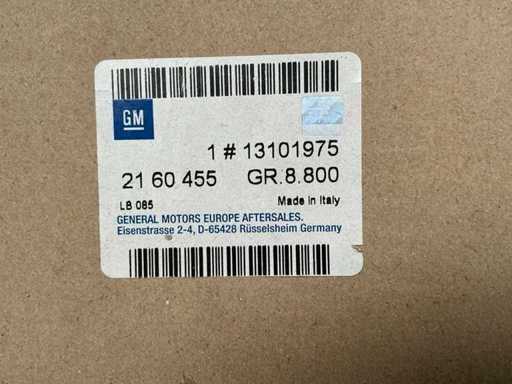 GM
1 # 13101975
21 60 455 GR.8.800
LB 085 Made in Italy
GENERAL MOTORS EUROPE AFTERSALES.
Eisenstrasse 2-4, D-65428 Rüsselsheim Germany